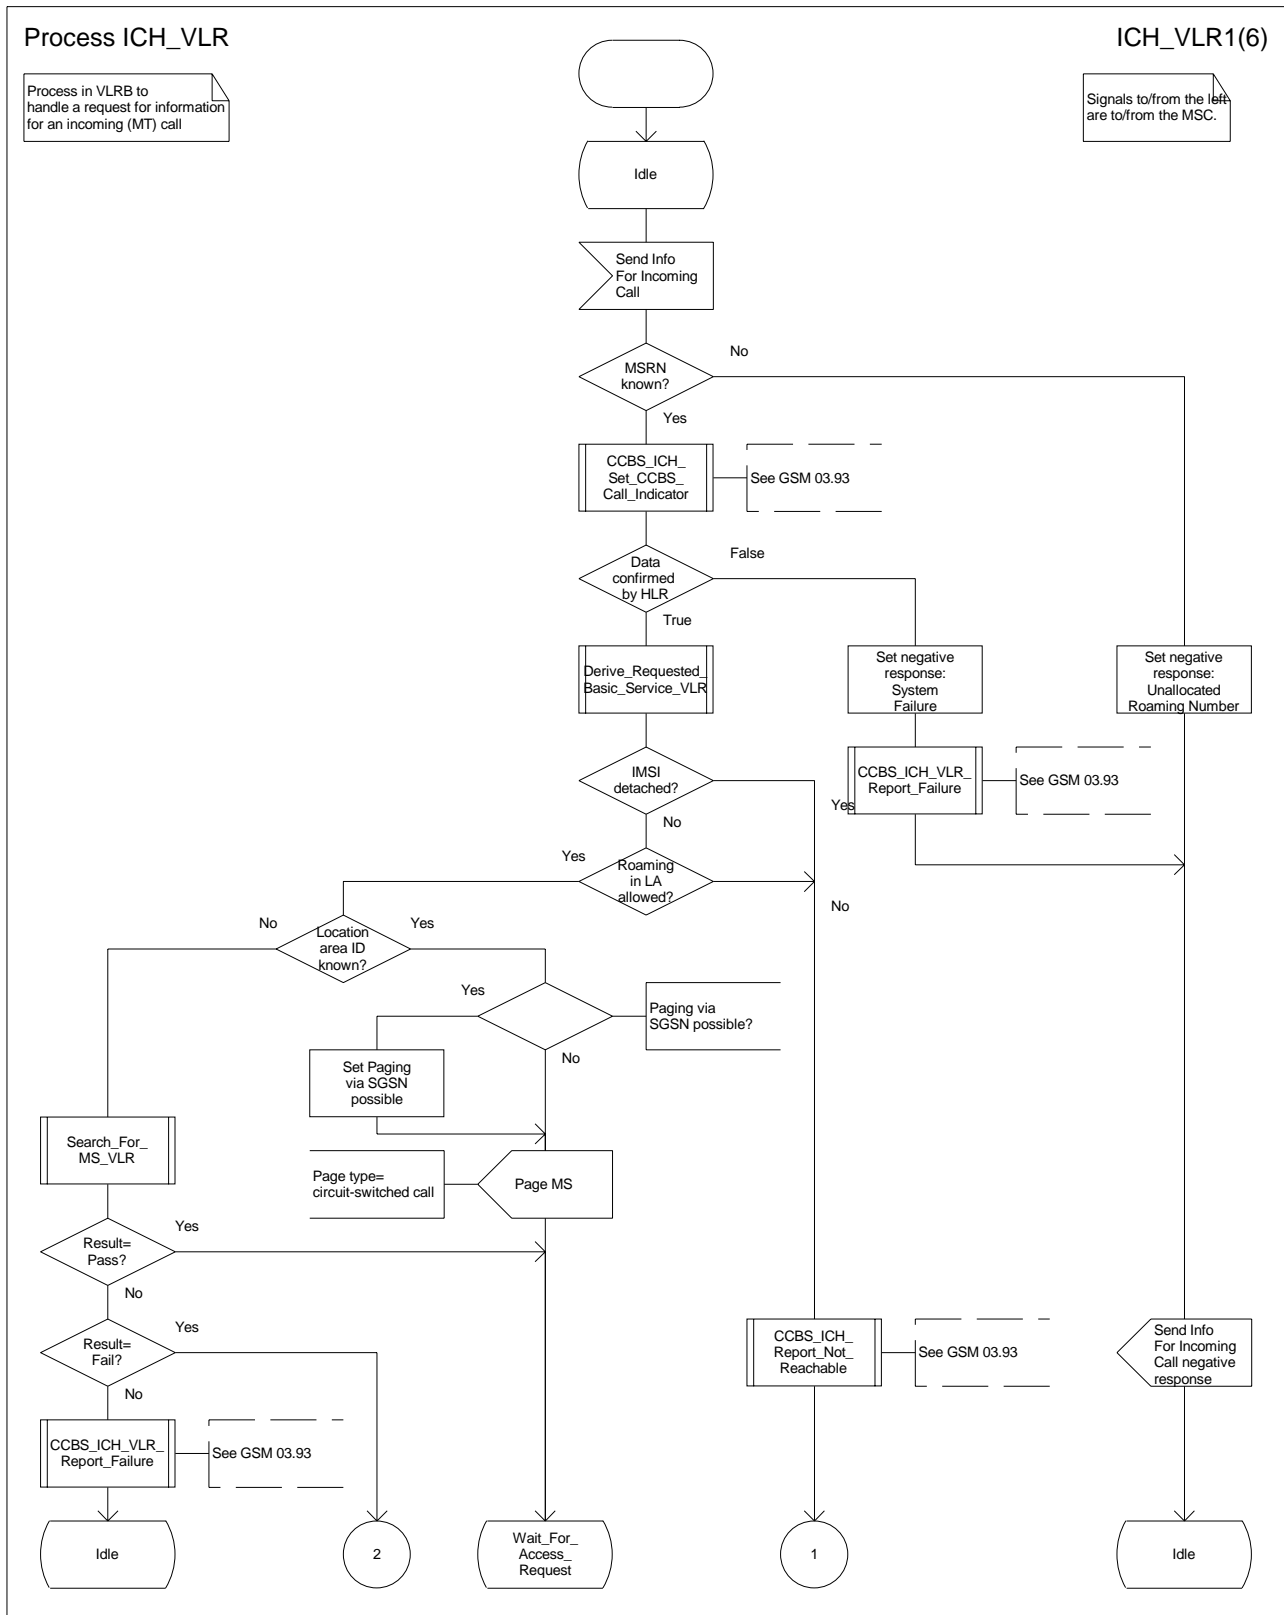 Process ICH_VLR
ICH_VLR1(6)
Process in VLRB to
handle a request for information
for an incoming (MT) call
Signals to/from the left
are to/from the MSC.
Idle
Send Info
For Incoming
Call
No
MSRN
known?
Yes
CCBS_ICH_
Set_CCBS_
Call_Indicator
See GSM 03.93
False
Data
confirmed
by HLR
True
Derive_Requested_
Basic_Service_VLR
Set negative
response:
System
Failure
Set negative
response:
Unallocated
Roaming Number
IMSI
detached?
Yes
No
CCBS_ICH_VLR_
Report_Failure
See GSM 03.93
Yes
Roaming
in LA
allowed?
No
No
Location
area ID
known?
Yes
Yes
Paging via
SGSN possible?
No
Set Paging
via SGSN
possible
Search_For_
MS_VLR
Page type=
circuit-switched call
Page MS
Yes
Result=
Pass?
No
Yes
Result=
Fail?
No
CCBS_ICH_
Report_Not_
Reachable
See GSM 03.93
Send Info
For Incoming
Call negative
response
CCBS_ICH_VLR_
Report_Failure
See GSM 03.93
Idle
2
Wait_For_
Access_
Request
1
Idle